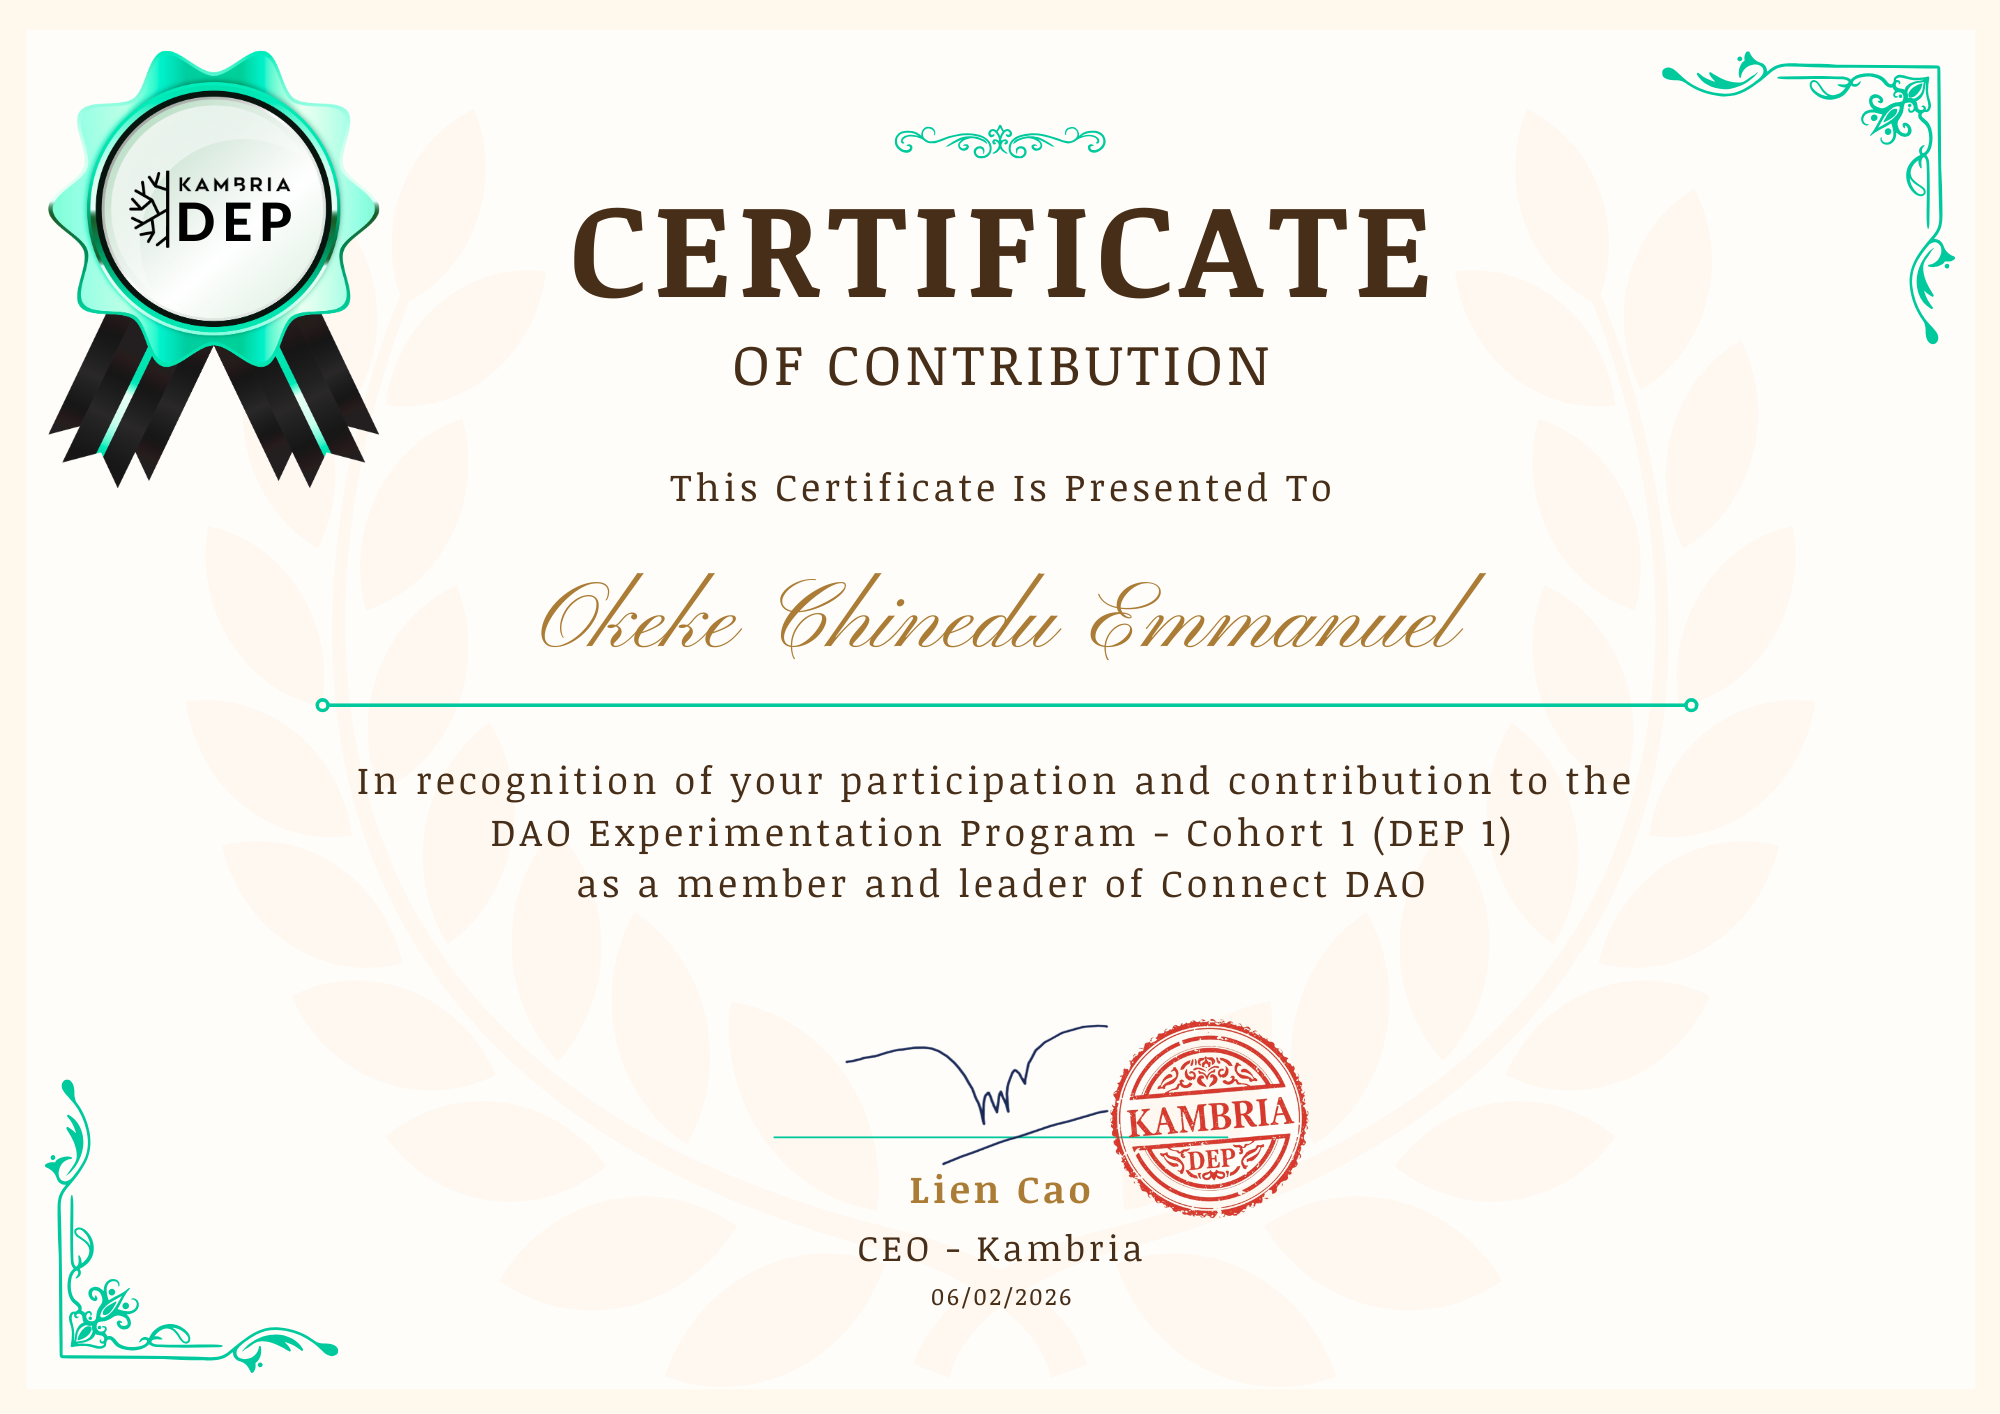 KAMBRIA
DEP
CERTIFICATE
OF CONTRIBUTION
This Certificate Is Presented To
Okeke Chinedu Emmanuel
In recognition of your participation and contribution to the
DAO Experimentation Program - Cohort 1 (DEP 1)
as a member and leader of Connect DAO
KAMBRIA
DEP
Lien Cao
CEO - Kambria
06/02/2026